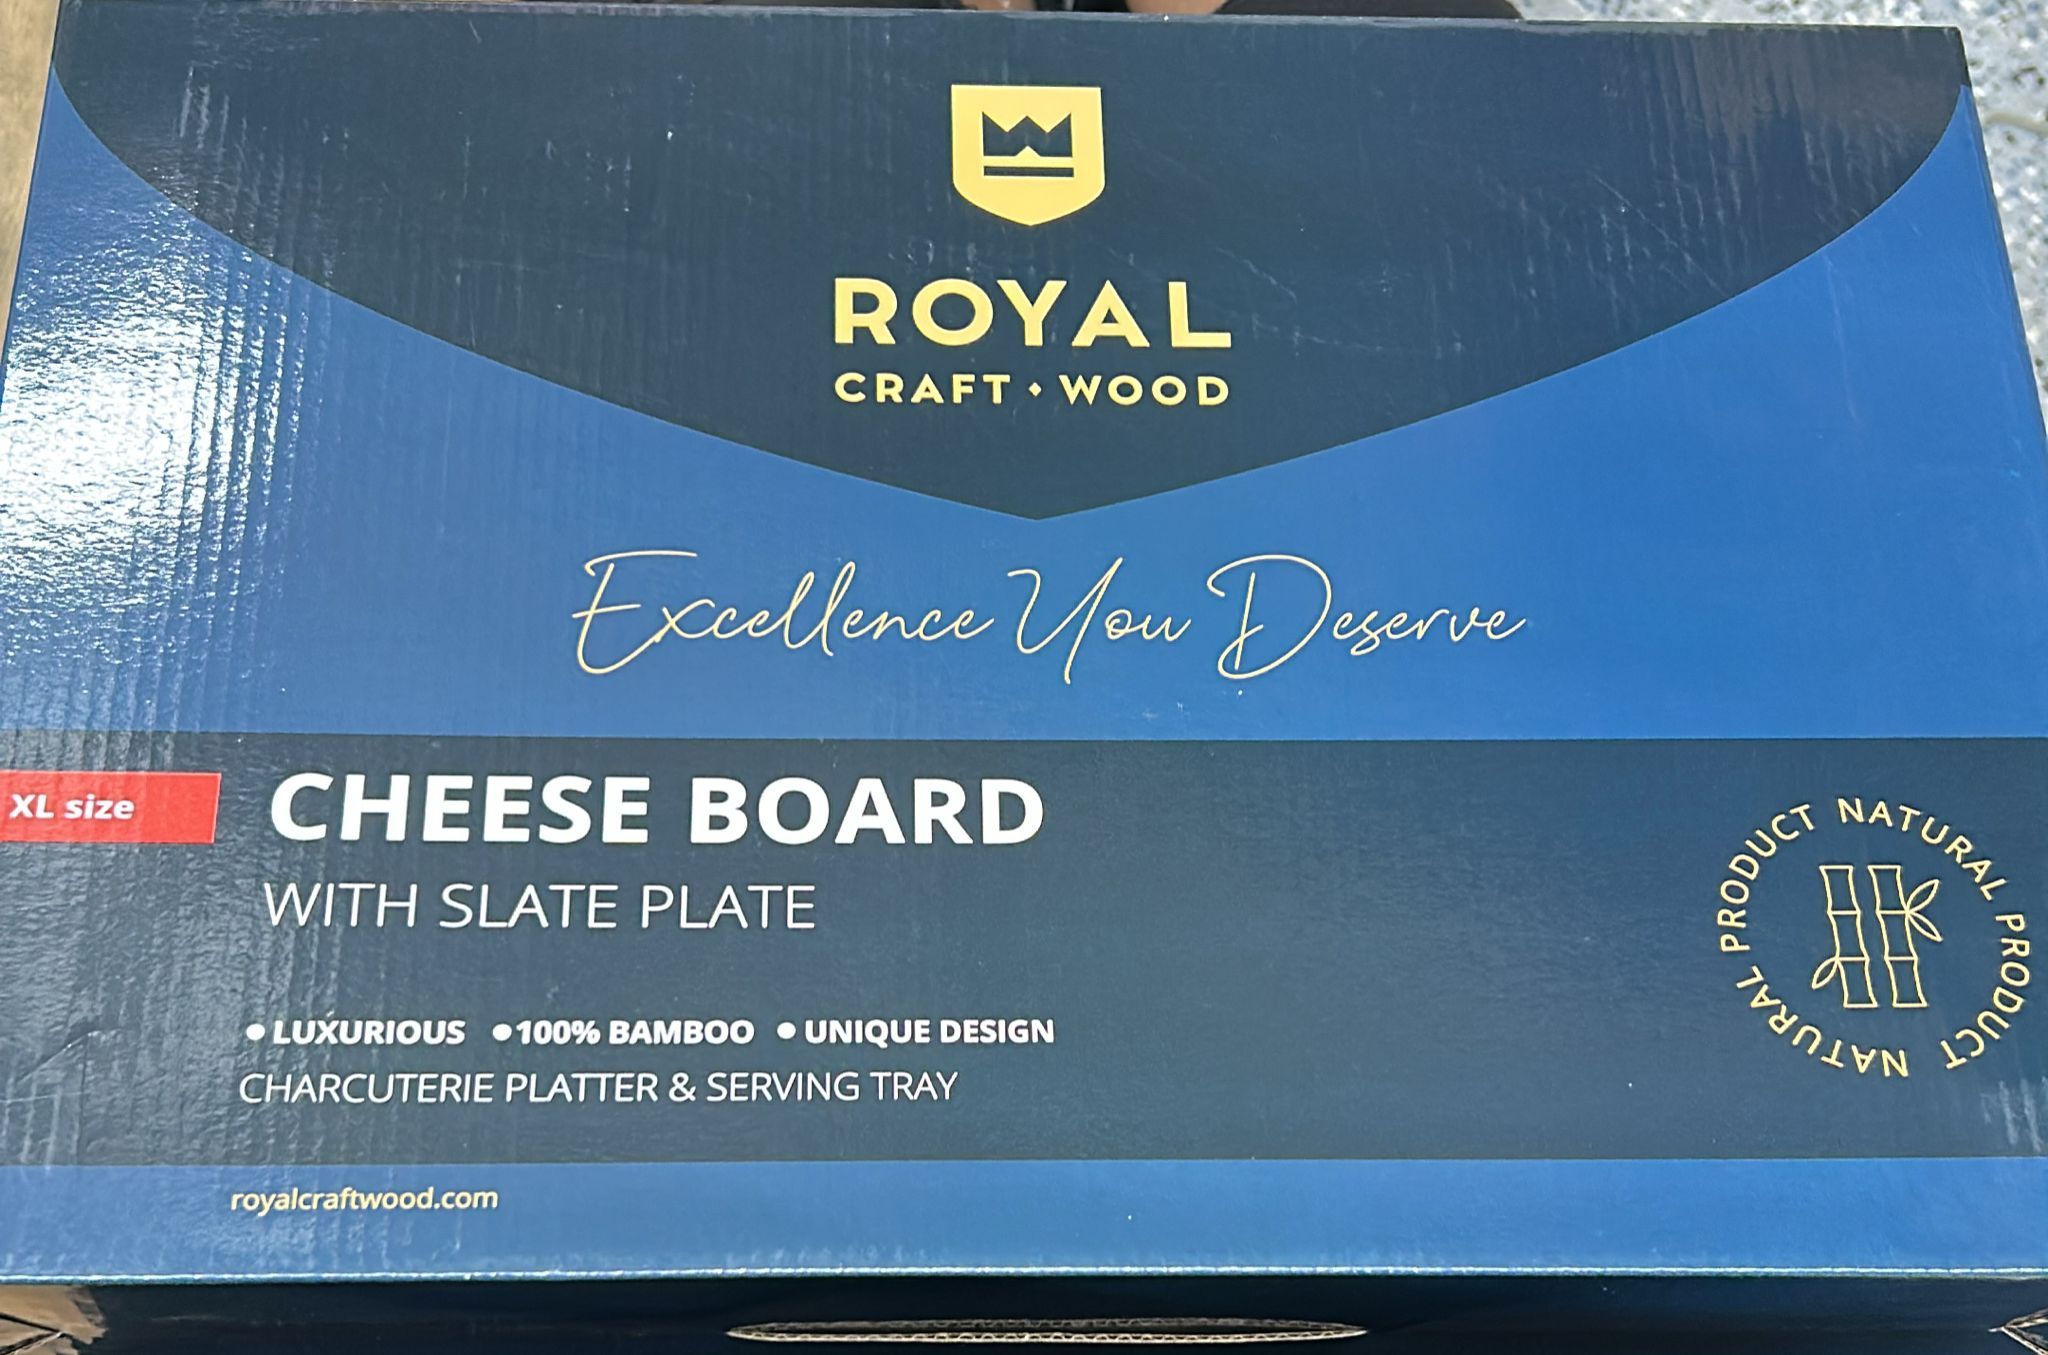 ROYAL
CRAFT • WOOD
Excellence You Deserve
XL size
CHEESE BOARD
WITH SLATE PLATE
• LUXURIOUS • 100% BAMBOO • UNIQUE DESIGN
CHARCUTERIE PLATTER & SERVING TRAY
NATURAL PRODUCT NATURAL PRODUCT
royalcraftwood.com